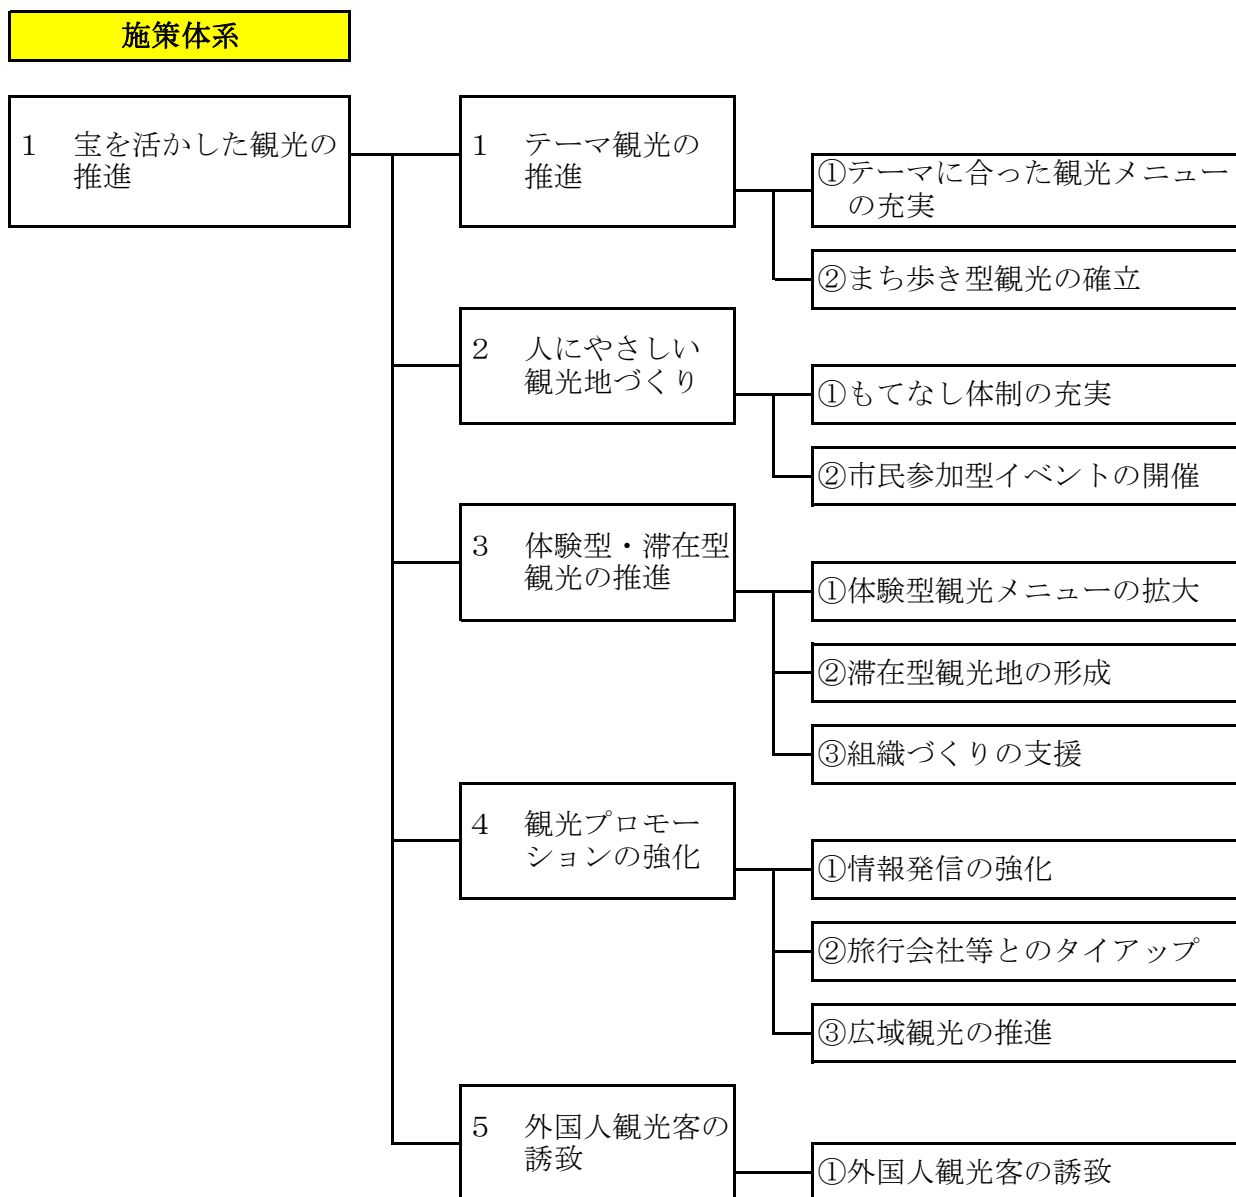 施策体系
1 宝を活かした観光の
推進
1 テーマ観光の
推進
①テーマに合った観光メニュー
の充実
②まち歩き型観光の確立
2 人にやさしい
観光地づくり
①もてなし体制の充実
②市民参加型イベントの開催
3 体験型・滞在型
観光の推進
①体験型観光メニューの拡大
②滞在型観光地の形成
③組織づくりの支援
4 観光プロモー
ションの強化
①情報発信の強化
②旅行会社等とのタイアップ
③広域観光の推進
5 外国人観光客の
誘致
①外国人観光客の誘致